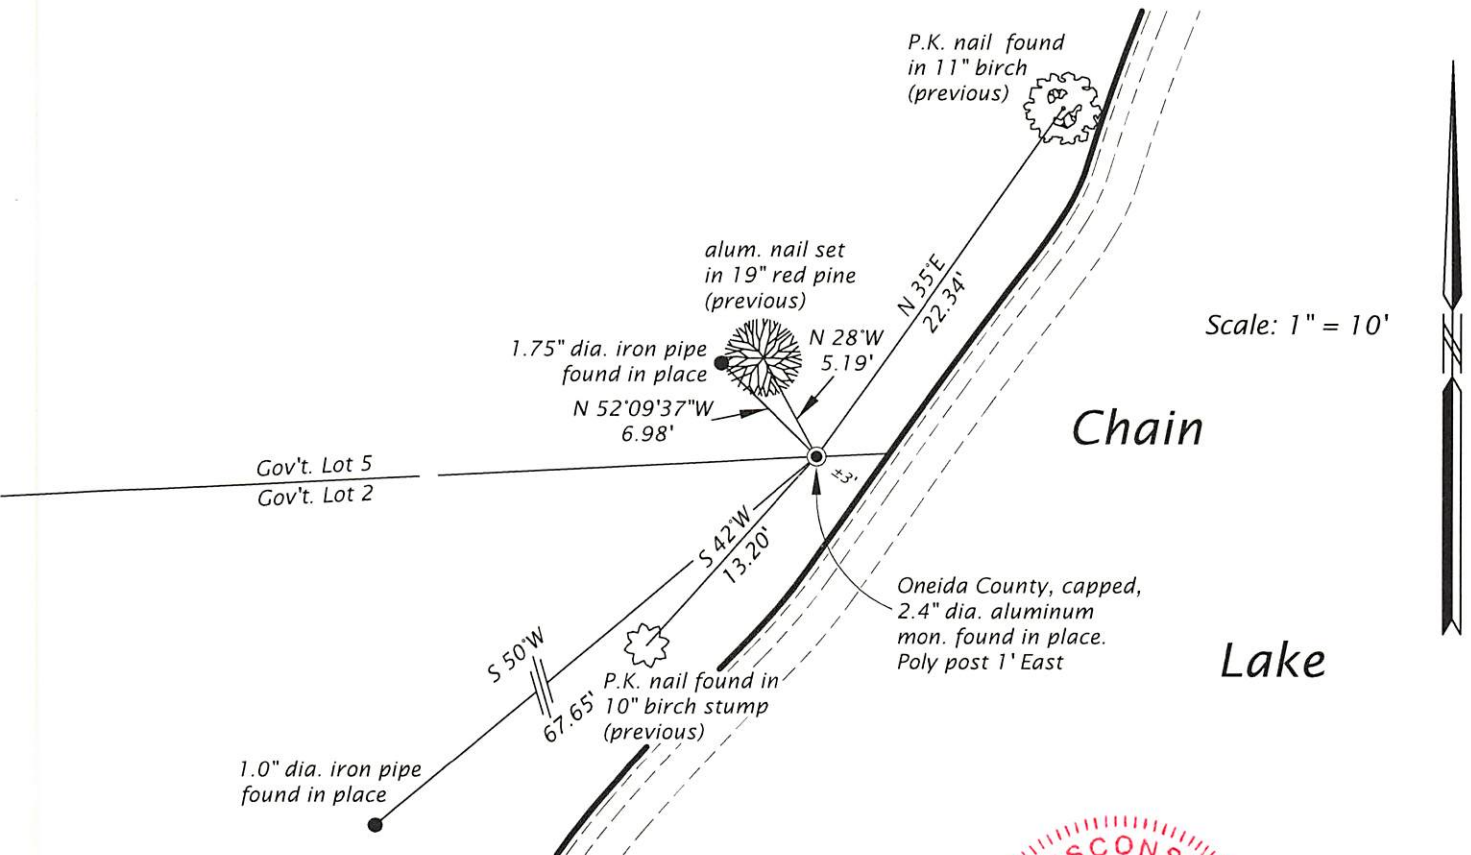 P.K. nail found
in 11" birch
(previous)
alum. nail set
in 19" red pine
(previous)
N 35°E
22.34'
Scale: 1" = 10'
1.75" dia. iron pipe
found in place
N 28°W
5.19'
N 52°09'37"W
6.98'
Chain
Gov't. Lot 5
Gov't. Lot 2
±3'
S 42°W
13.20'
Oneida County, capped,
2.4" dia. aluminum
mon. found in place.
Poly post 1' East
Lake
S 50°W
67.65'
P.K. nail found in
10" birch stump
(previous)
1.0" dia. iron pipe
found in place
SCONS